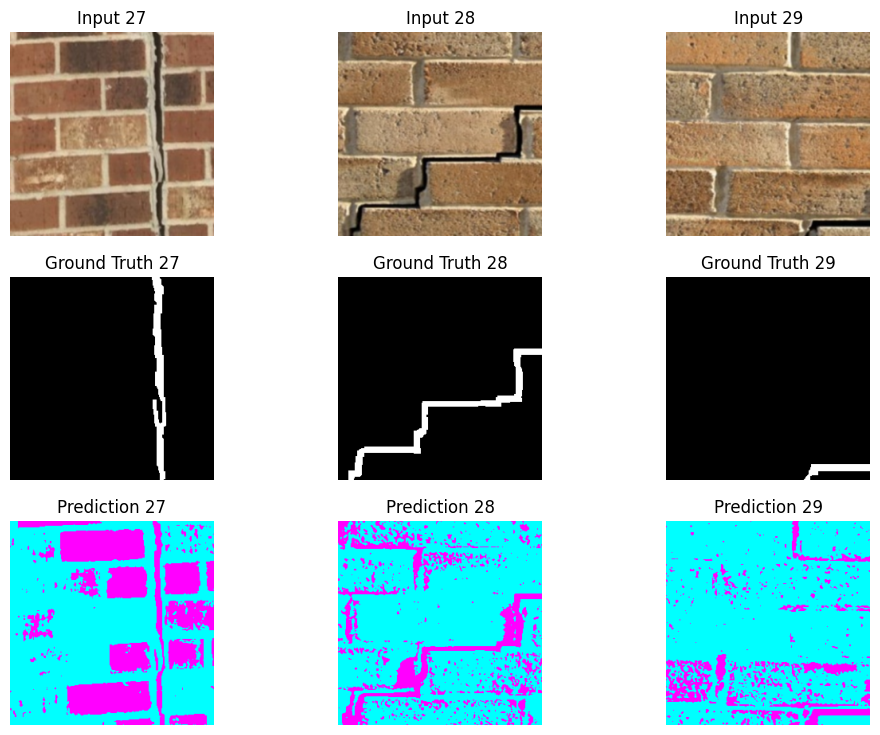 Input 27
Input 28
Input 29
Ground Truth 27
Ground Truth 28
Ground Truth 29
Prediction 27
Prediction 28
Prediction 29